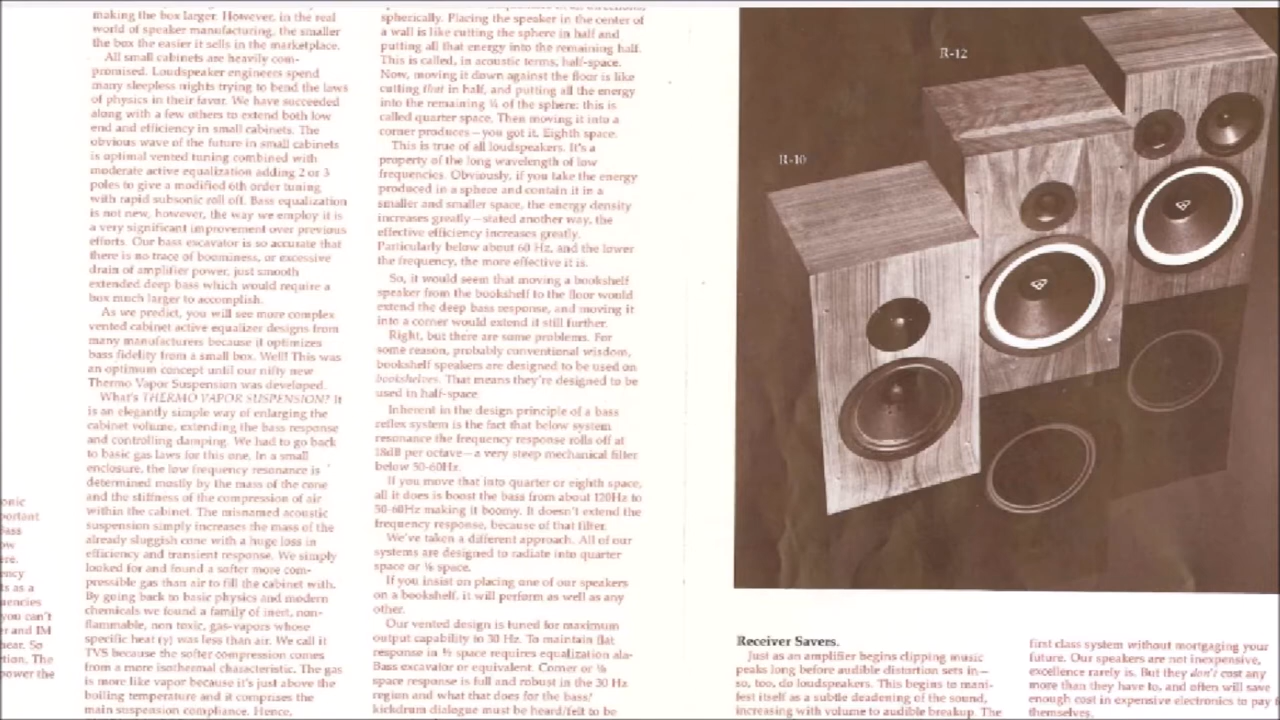 making the box larger. However, in the real
world of speaker manufacturing, the smaller
the box the easier it sells in the marketplace.
All small cabinets are heavily com-
promised. Loudspeaker engineers spend
many sleepless nights trying to bend the laws
of physics in their favor. We have succeeded
along with a few others to extend both low
end and efficiency in small cabinets. The
obvious wave of the future in small cabinets
is optimal vented tuning combined with
moderate active equalization adding 2 or 3
poles to give a modified 6th order tuning
with rapid subsonic roll off. Bass equalization
is not new, however, the way we employ it is
a very significant improvement over previous
efforts. Our bass excavator is so accurate that
there is no trace of boominess, or excessive
drain of amplifier power, just smooth
extended deep bass which would require a
box much larger to accomplish.
As we predict, you will see more complex
vented cabinet active equalizer designs from
many manufacturers because it optimizes
bass fidelity from a small box. Well! This was
an optimum concept until our nifty new
Thermo Vapor Suspension was developed.
What's THERMO VAPOR SUSPENSION? It
is an elegantly simple way of enlarging the
cabinet volume, extending the bass response
and controlling damping. We had to go back
to basic gas laws for this one. In a small
enclosure, the low frequency resonance is
determined mostly by the mass of the cone
and the stiffness of the compression of air
within the cabinet. The misnamed acoustic
suspension simply increases the mass of the
already sluggish cone with a huge loss in
efficiency and transient response. We simply
looked for and found a softer more com-
pressible gas than air to fill the cabinet with.
By going back to basic physics and modern
chemicals we found a family of inert, non-
flammable, non toxic, gas-vapors whose
specific heat (γ) was less than air. We call it
TVS because the softer compression comes
from a more isothermal characteristic. The gas
is more like vapor because it's just above the
boiling temperature and it comprises the
main suspension compliance. Hence,
spherically. Placing the speaker in the center of
a wall is like cutting the sphere in half and
putting all that energy into the remaining half.
This is called, in acoustic terms, half-space.
Now, moving it down against the floor is like
cutting that in half, and putting all the energy
into the remaining ¼ of the sphere: this is
called quarter space. Then moving it into a
corner produces—you got it. Eighth space.
This is true of all loudspeakers. It's a
property of the long wavelength of low
frequencies. Obviously, if you take the energy
produced in a sphere and contain it in a
smaller and smaller space, the energy density
increases greatly—stated another way, the
effective efficiency increases greatly.
Particularly below about 60 Hz, and the lower
the frequency, the more effective it is.
So, it would seem that moving a bookshelf
speaker from the bookshelf to the floor would
extend the deep bass response, and moving it
into a corner would extend it still further.
Right, but there are some problems. For
some reason, probably conventional wisdom,
bookshelf speakers are designed to be used on
bookshelves. That means they're designed to be
used in half-space.
Inherent in the design principle of a bass
reflex system is the fact that below system
resonance the frequency response rolls off at
18dB per octave—a very steep mechanical filter
below 50-60Hz.
If you move that into quarter or eighth space,
all it does is boost the bass from about 120Hz to
50-60Hz making it boomy. It doesn't extend the
frequency response, because of that filter.
We've taken a different approach. All of our
systems are designed to radiate into quarter
space or ⅛ space.
If you insist on placing one of our speakers
on a bookshelf, it will perform as well as any
other.
Our vented design is tuned for maximum
output capability to 30 Hz. To maintain flat
response in ½ space requires equalization ala-
Bass excavator or equivalent. Corner or ⅛
space response is full and robust in the 30 Hz
region and what that does for the bass/
kickdrum dialogue must be heard/felt to be
onic
portant
Bass
ow
ere.
ency
ls as a
uencies
you can't
er and IM
hear. So
tion. The
power the
R-12
R-10
Receiver Savers.
Just as an amplifier begins clipping music
peaks long before audible distortion sets in—
so, too, do loudspeakers. This begins to mani-
fest itself as a subtle deadening of the sound,
increasing with volume to audible breakup. The
first class system without mortgaging your
future. Our speakers are not inexpensive,
excellence rarely is. But they don't cost any
more than they have to, and often will save
enough cost in expensive electronics to pay
themselves.